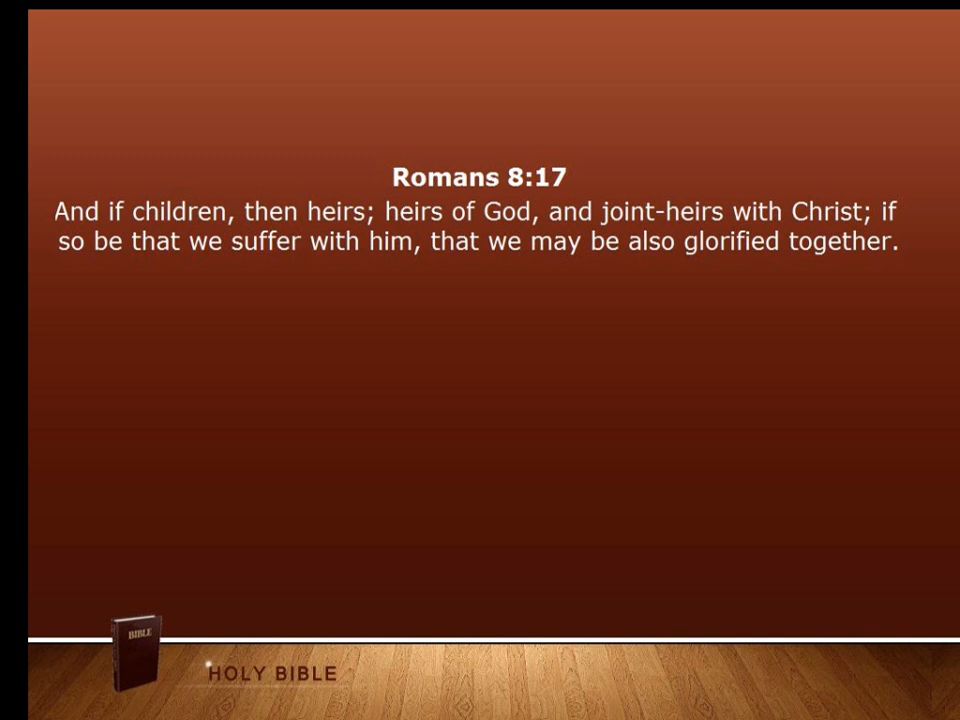 Romans 8:17
And if children, then heirs; heirs of God, and joint-heirs with Christ; if
so be that we suffer with him, that we may be also glorified together.
BIBLE
HOLY BIBLE